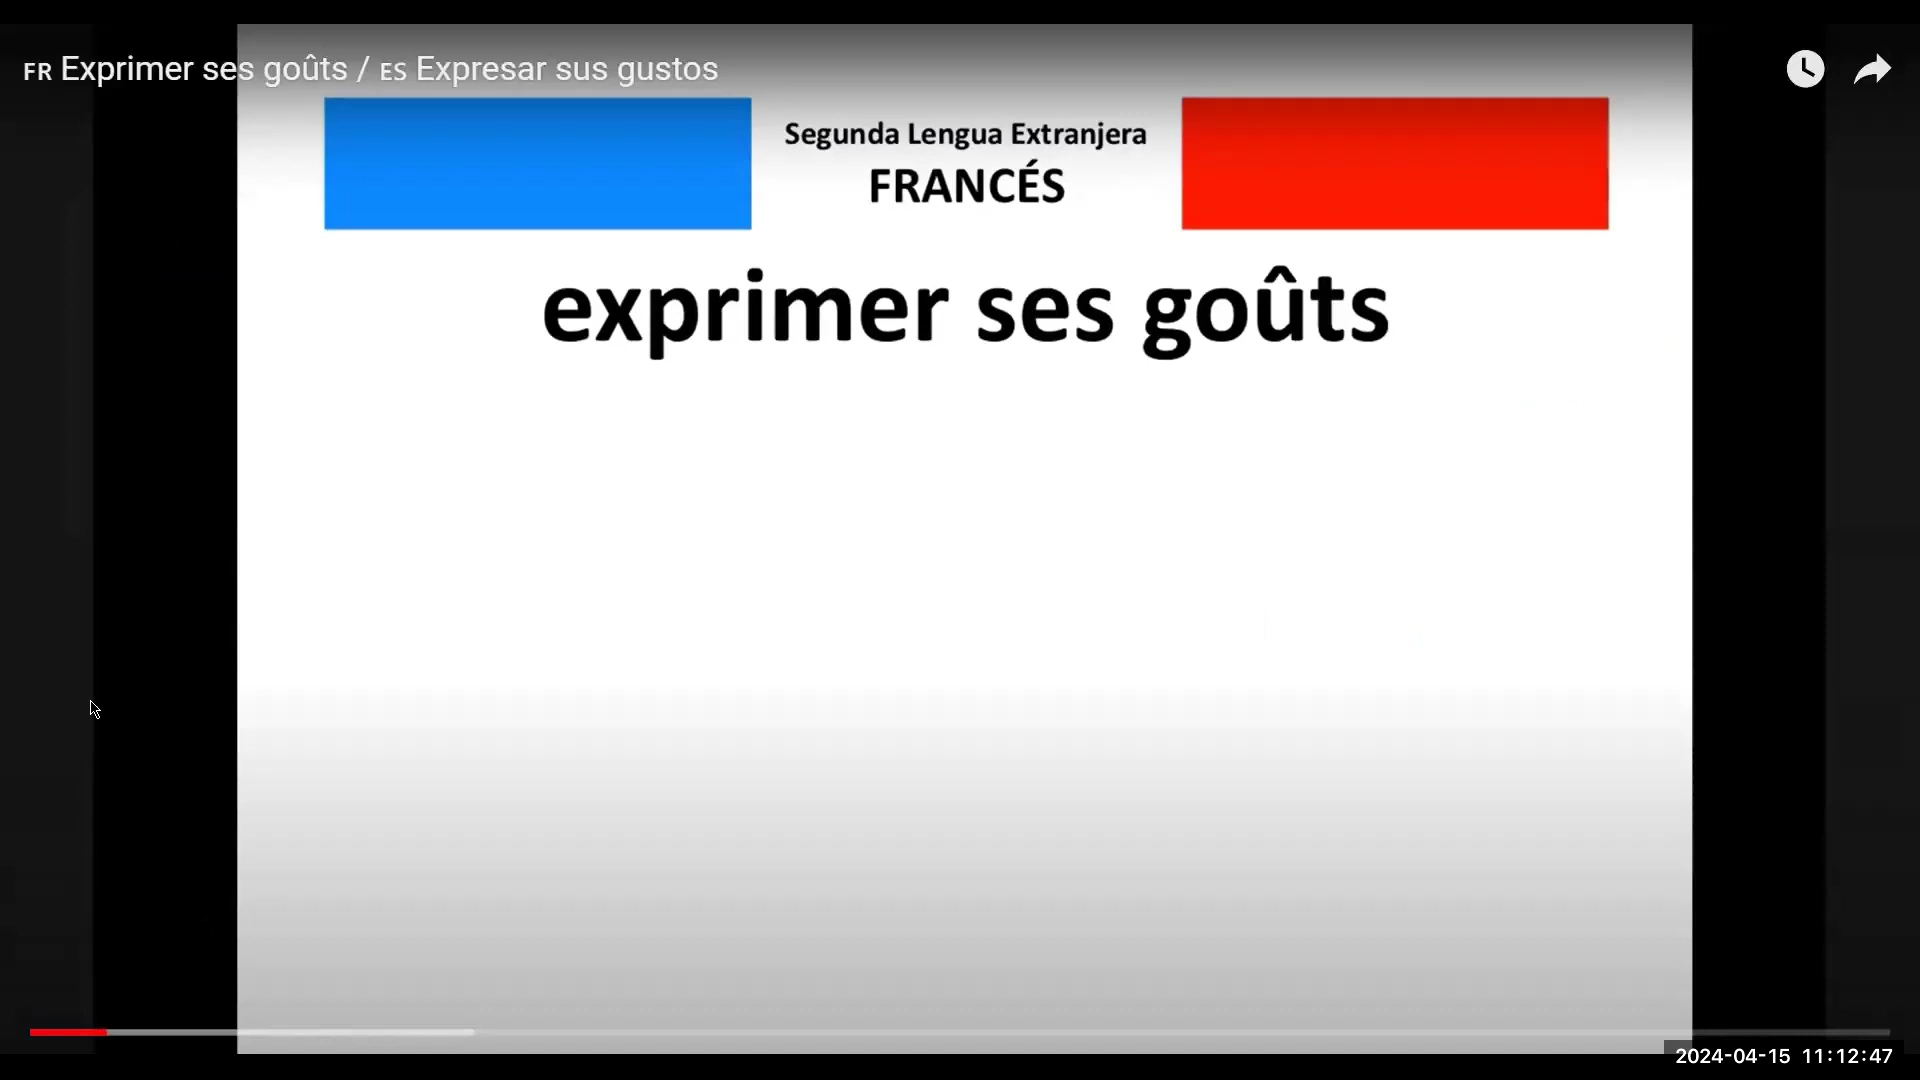 FR Exprimer ses goûts / ES Expresar sus gustos
Segunda Lengua Extranjera
FRANCÉS
exprimer ses goûts
2024-04-15 11:12:47